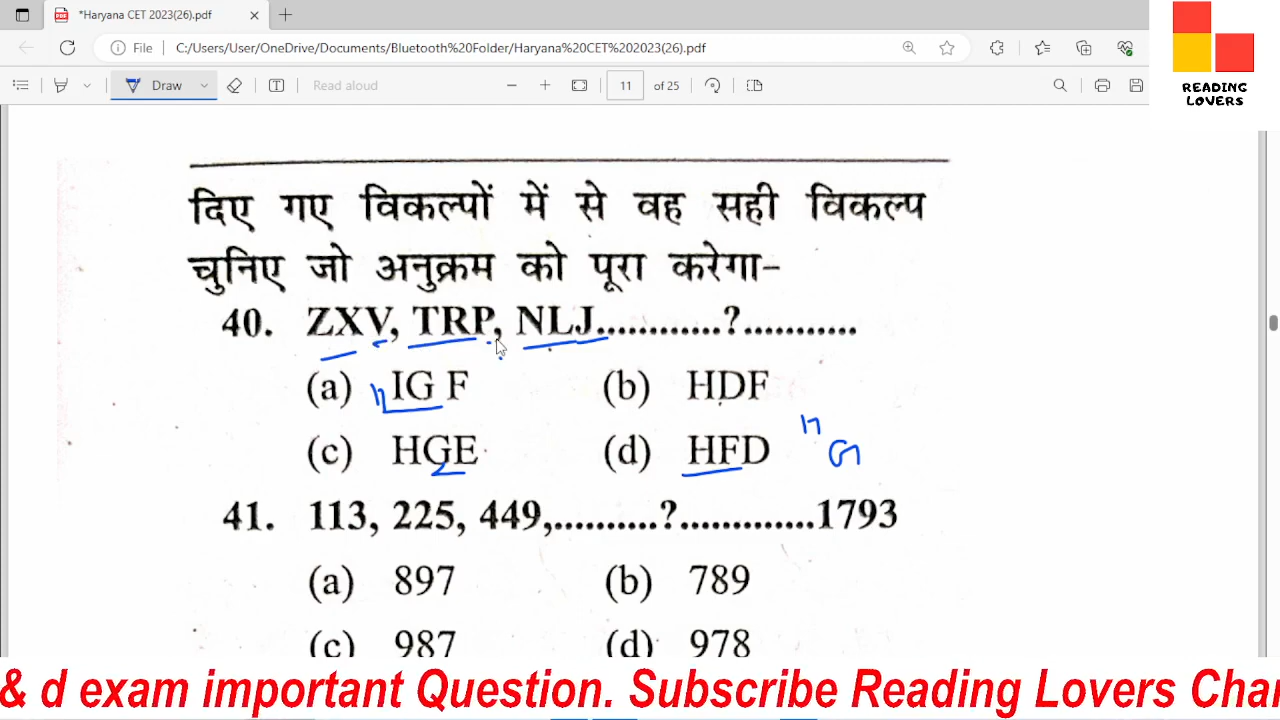 *Haryana CET 2023(26).pdf
File C:/Users/User/OneDrive/Documents/Bluetooth%20Folder/Haryana%20CET%202023(26).pdf
Draw
Read aloud
11 of 25
READING
LOVERS
दिए गए विकल्पों में से वह सही विकल्प
चुनिए जो अनुक्रम को पूरा करेगा-
40. ZXV, TRP, NLJ............?...........
(a) IG F (b) HDF
(c) HGE (d) HFD
41. 113, 225, 449,..........?.............1793
(a) 897 (b) 789
(c) 987 (d) 978
& d exam important Question. Subscribe Reading Lovers Char